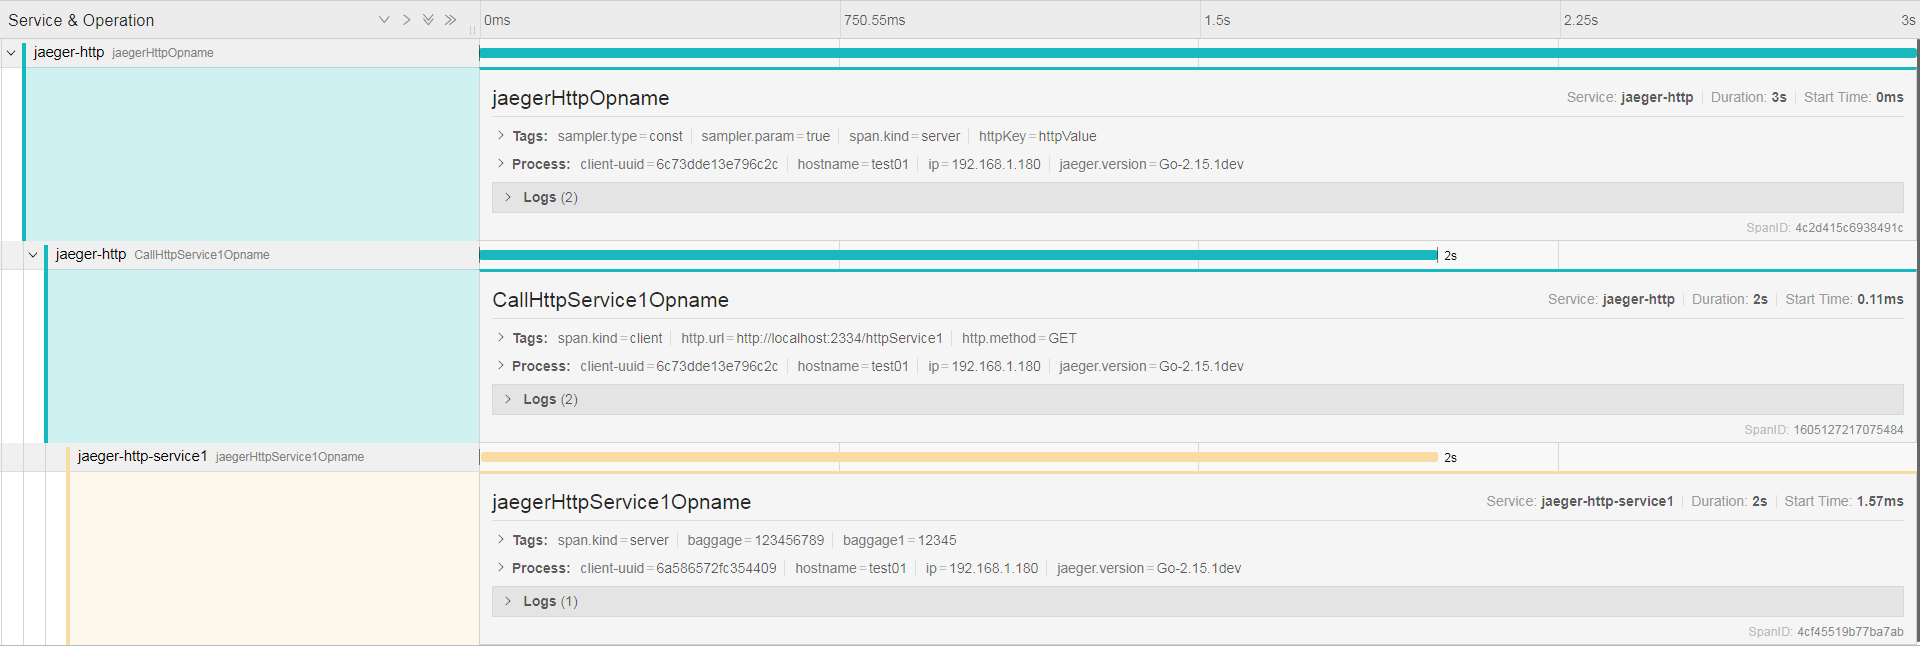 Service & Operation 0ms 750.55ms 1.5s 2.25s 3s
jaeger-http jaegerHttpOpname
jaegerHttpOpname Service: jaeger-http Duration: 3s Start Time: 0ms
Tags: sampler.type=const sampler.param=true span.kind=server httpKey=httpValue
Process: client-uuid=6c73dde13e796c2c hostname=test01 ip=192.168.1.180 jaeger.version=Go-2.15.1dev
Logs (2)
SpanID: 4c2d415c6938491c
jaeger-http CallHttpService1Opname 2s
CallHttpService1Opname Service: jaeger-http Duration: 2s Start Time: 0.11ms
Tags: span.kind=client http.url=http://localhost:2334/httpService1 http.method=GET
Process: client-uuid=6c73dde13e796c2c hostname=test01 ip=192.168.1.180 jaeger.version=Go-2.15.1dev
Logs (2)
SpanID: 1605127217075484
jaeger-http-service1 jaegerHttpService1Opname 2s
jaegerHttpService1Opname Service: jaeger-http-service1 Duration: 2s Start Time: 1.57ms
Tags: span.kind=server baggage=123456789 baggage1=12345
Process: client-uuid=6a586572fc354409 hostname=test01 ip=192.168.1.180 jaeger.version=Go-2.15.1dev
Logs (1)
SpanID: 4cf45519b77ba7ab